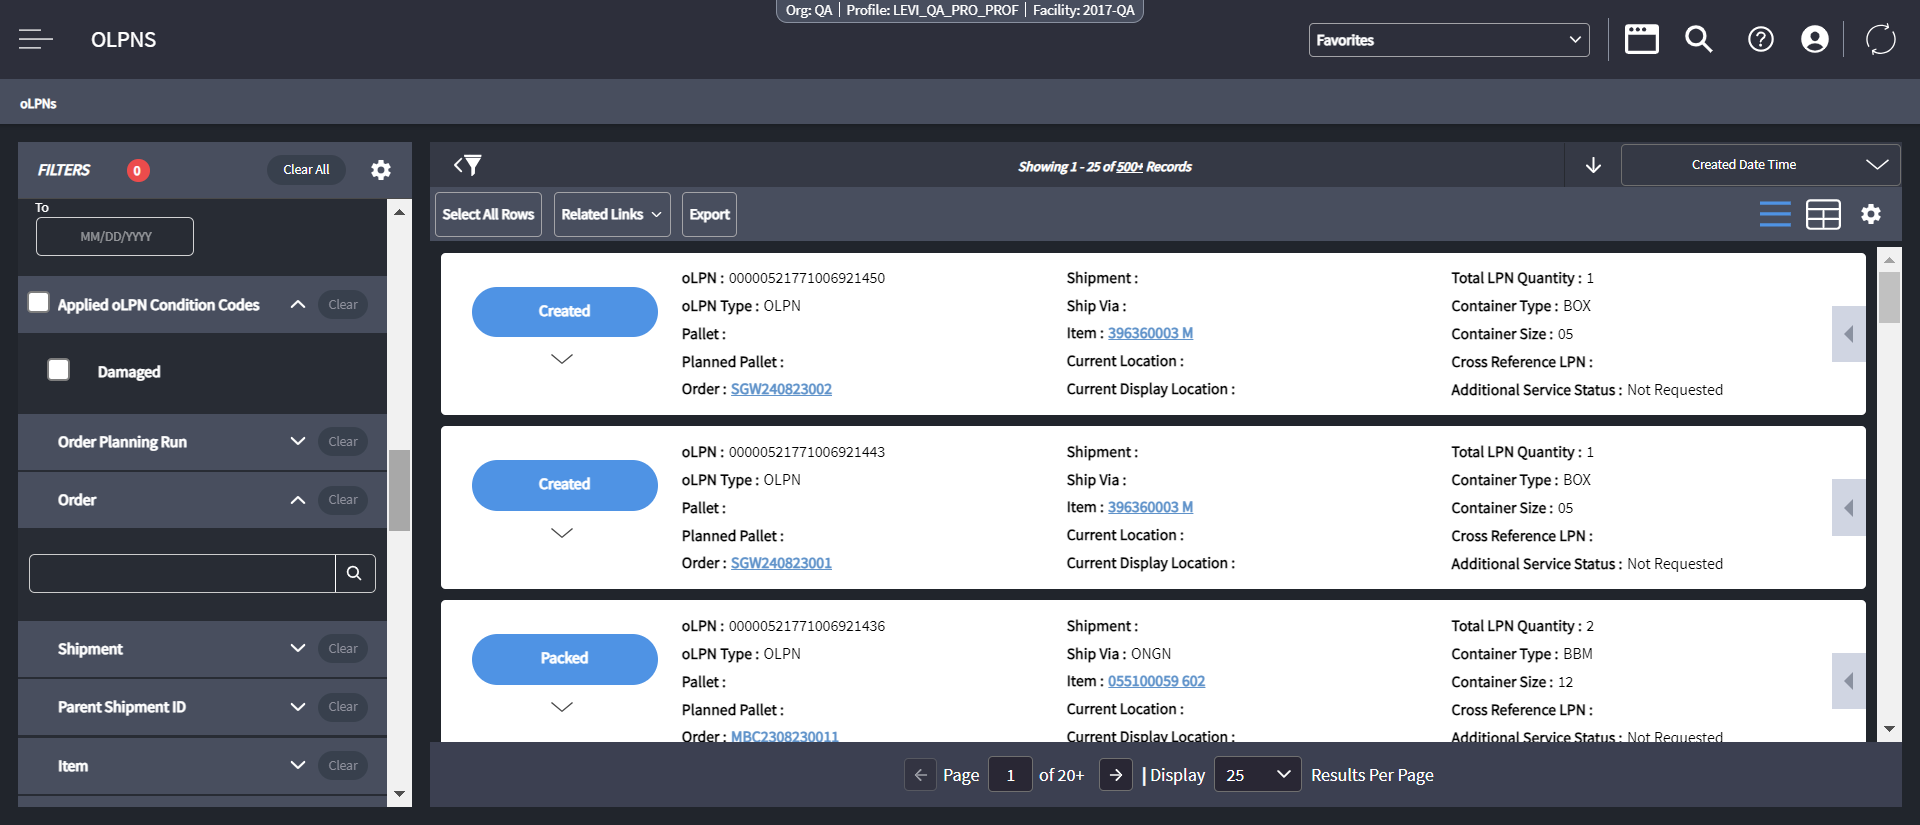 Org: QA | Profile: LEVI_QA_PRO_PROF | Facility: 2017-QA
OLPNS
Favorites
oLPNs
FILTERS
0
Clear All
To
MM/DD/YYYY
Applied oLPN Condition Codes
Clear
Damaged
Order Planning Run
Clear
Order
Clear
Shipment
Clear
Parent Shipment ID
Clear
Item
Clear
Showing 1 - 25 of 500+ Records
Created Date Time
Select All Rows
Related Links
Export
Created
oLPN : 00000521771006921450
oLPN Type : OLPN
Pallet :
Planned Pallet :
Order : SGW240823002
Shipment :
Ship Via :
Item : 396360003 M
Current Location :
Current Display Location :
Total LPN Quantity : 1
Container Type : BOX
Container Size : 05
Cross Reference LPN :
Additional Service Status : Not Requested
Created
oLPN : 00000521771006921443
oLPN Type : OLPN
Pallet :
Planned Pallet :
Order : SGW240823001
Shipment :
Ship Via :
Item : 396360003 M
Current Location :
Current Display Location :
Total LPN Quantity : 1
Container Type : BOX
Container Size : 05
Cross Reference LPN :
Additional Service Status : Not Requested
Packed
oLPN : 00000521771006921436
oLPN Type : OLPN
Pallet :
Planned Pallet :
Order : MBC2308230011
Shipment :
Ship Via : ONGN
Item : 055100059 602
Current Location :
Current Display Location :
Total LPN Quantity : 2
Container Type : BBM
Container Size : 12
Cross Reference LPN :
Additional Service Status : Not Requested
Page 1 of 20+ | Display 25 Results Per Page